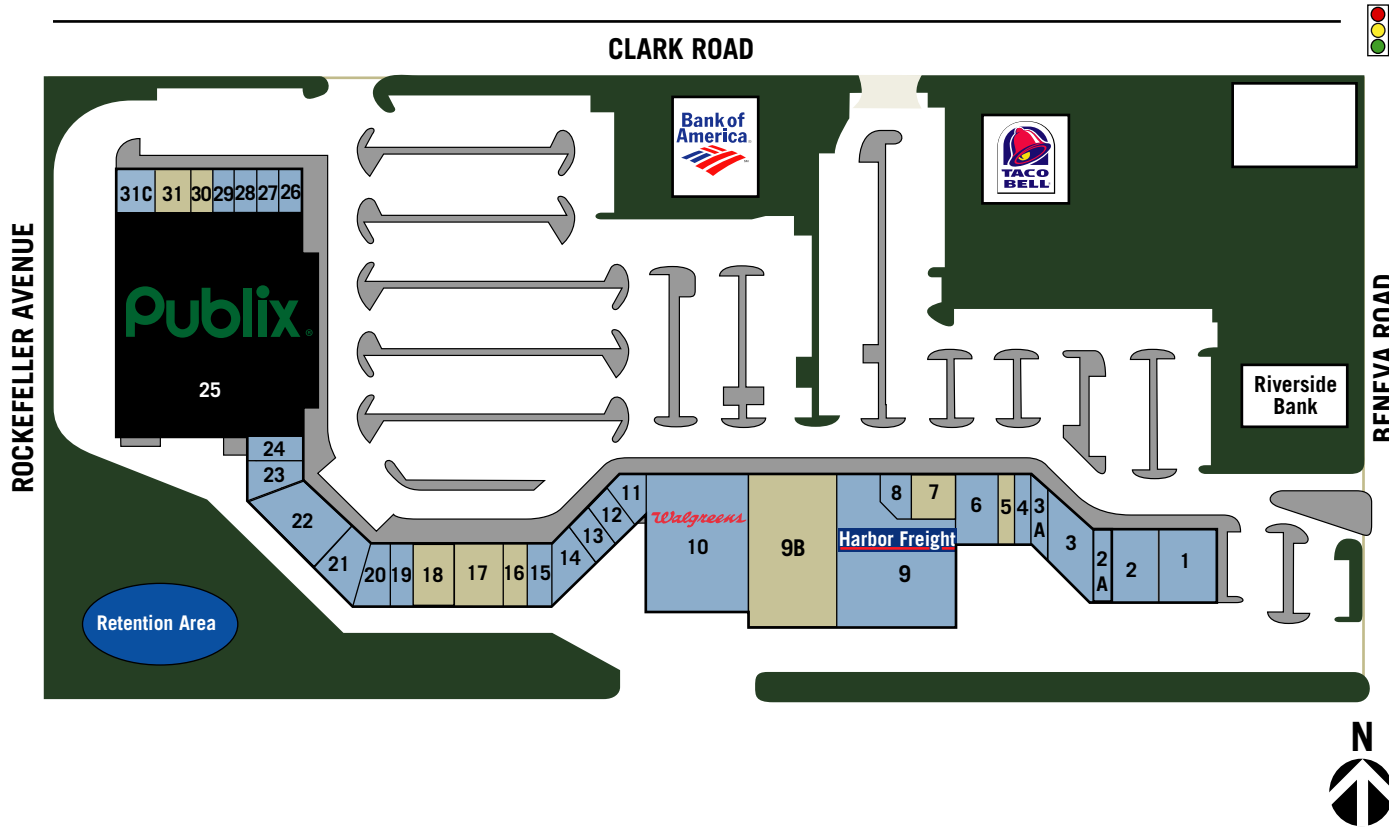 CLARK ROAD
Bank of
America
TACO
BELL
31C 31 30 29 28 27 26
ROCKEFELLER AVENUE
Publix®
25
BENEVA ROAD
Riverside
Bank
24
23
22
21
20 19 18 17 16 15
14
13
12
11
Walgreens
10
9B
8
7
Harbor Freight
9
6
5
4
3
A
3
2
A
2
1
Retention Area
N